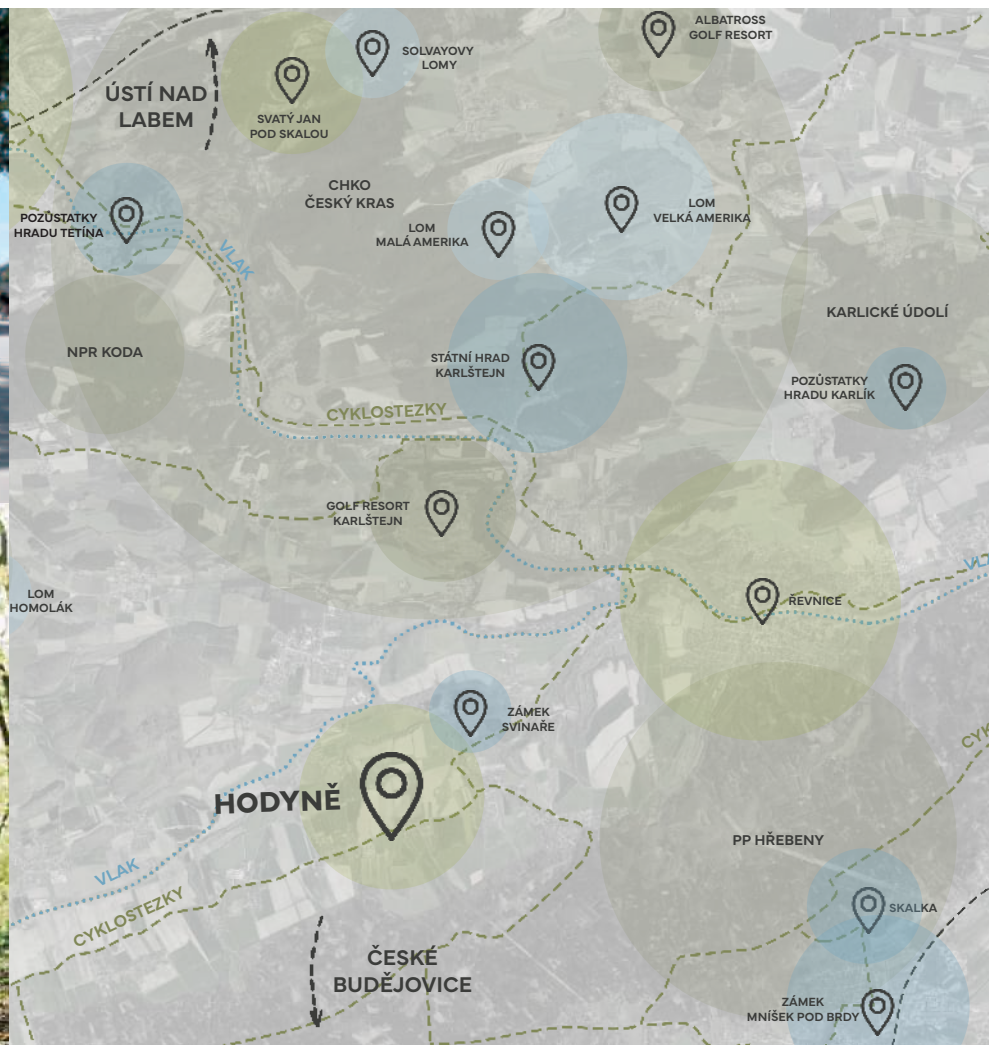 ALBATROSS
GOLF RESORT
SOLVAYOVY
LOMY
ÚSTÍ NAD
LABEM
SVATÝ JAN
POD SKALOU
CHKO
ČESKÝ KRAS
LOM
VELKÁ AMERIKA
POZŮSTATKY
HRADU TETÍNA
LOM
MALÁ AMERIKA
VLAK
KARLICKÉ ÚDOLÍ
NPR KODA
STÁTNÍ HRAD
KARLŠTEJN
POZŮSTATKY
HRADU KARLÍK
CYKLOSTEZKY
GOLF RESORT
KARLŠTEJN
LOM
HOMOLÁK
ŘEVNICE
ZÁMEK
SVINAŘE
HODYNĚ
PP HŘEBENY
VLAK
CYKLOSTEZKY
SKALKA
ČESKÉ
BUDĚJOVICE
ZÁMEK
MNÍŠEK POD BRDY